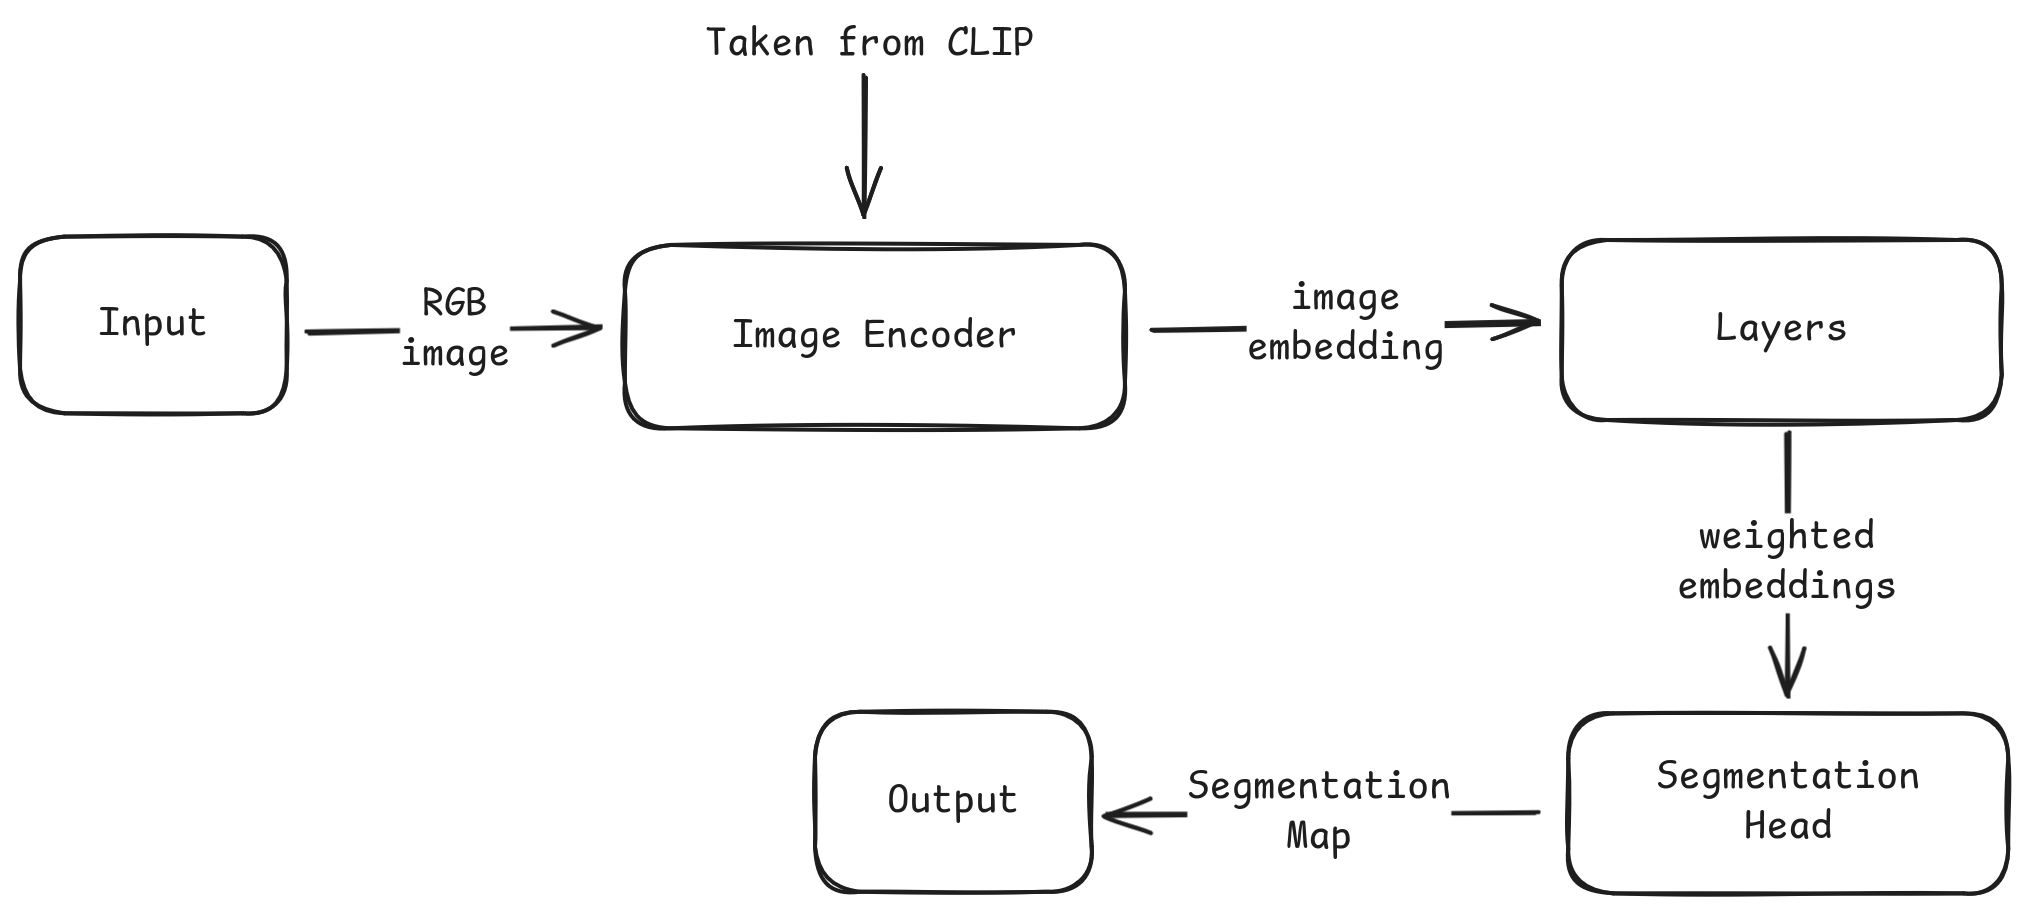 Taken from CLIP
Input
RGB
image
Image Encoder
image
embedding
Layers
weighted
embeddings
Segmentation
Head
Segmentation
Map
Output